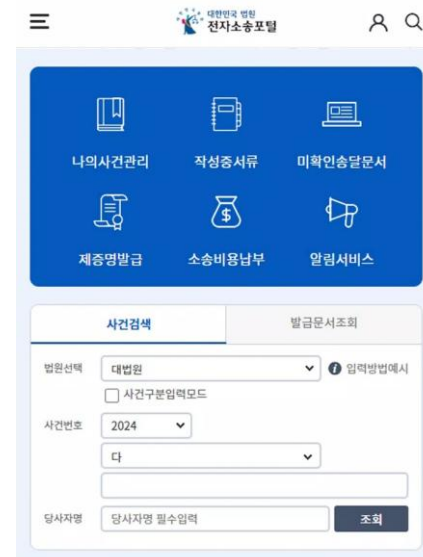 대한민국 법원
전자소송포털
나의사건관리 작성중서류 미확인송달문서
제증명발급 소송비용납부 알림서비스
사건검색 발급문서조회
법원선택 대법원 입력방법예시
사건구분입력모드
사건번호 2024
다
당사자명 당사자명 필수입력 조회